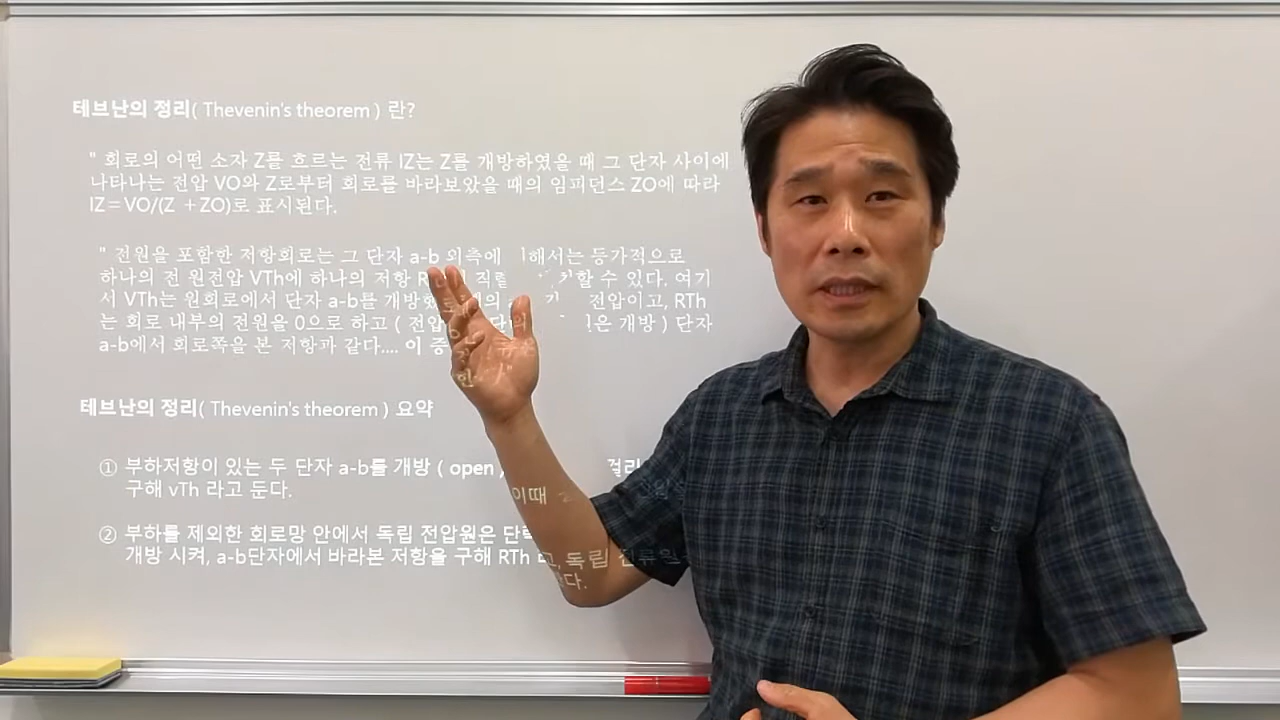 테브난의 정리( Thevenin's theorem ) 란?
" 회로의 어떤 소자 Z를 흐르는 전류 IZ는 Z를 개방하였을 때 그 단자 사이에
나타나는 전압 VO와 Z로부터 회로를 바라보았을 때의 임피던스 ZO에 따라
IZ=VO/(Z +ZO)로 표시된다.
" 전원을 포함한 저항회로는 그 단자 a-b 외측에
등가적으로
하나의 전 원전압 VTh에 하나의 저항
할 수 있다. 여기
서 VTh는 원회로에서 단자 a-b를
전압이고, RTh
는 회로 내부의 전원을 0으로 하고 (
개방 ) 단자
a-b에서 회로쪽을 본 저항과 같다.... 이
테브난의 정리( Thevenin's theorem ) 요약
① 부하저항이 있는 두 단자 a-b를 개방 ( open
이때
구해 vTh 라고 둔다.
② 부하를 제외한 회로망 안에서 독립 전압원은
독립 전류원
개방 시켜, a-b단자에서 바라본 저항을 구해 RTh